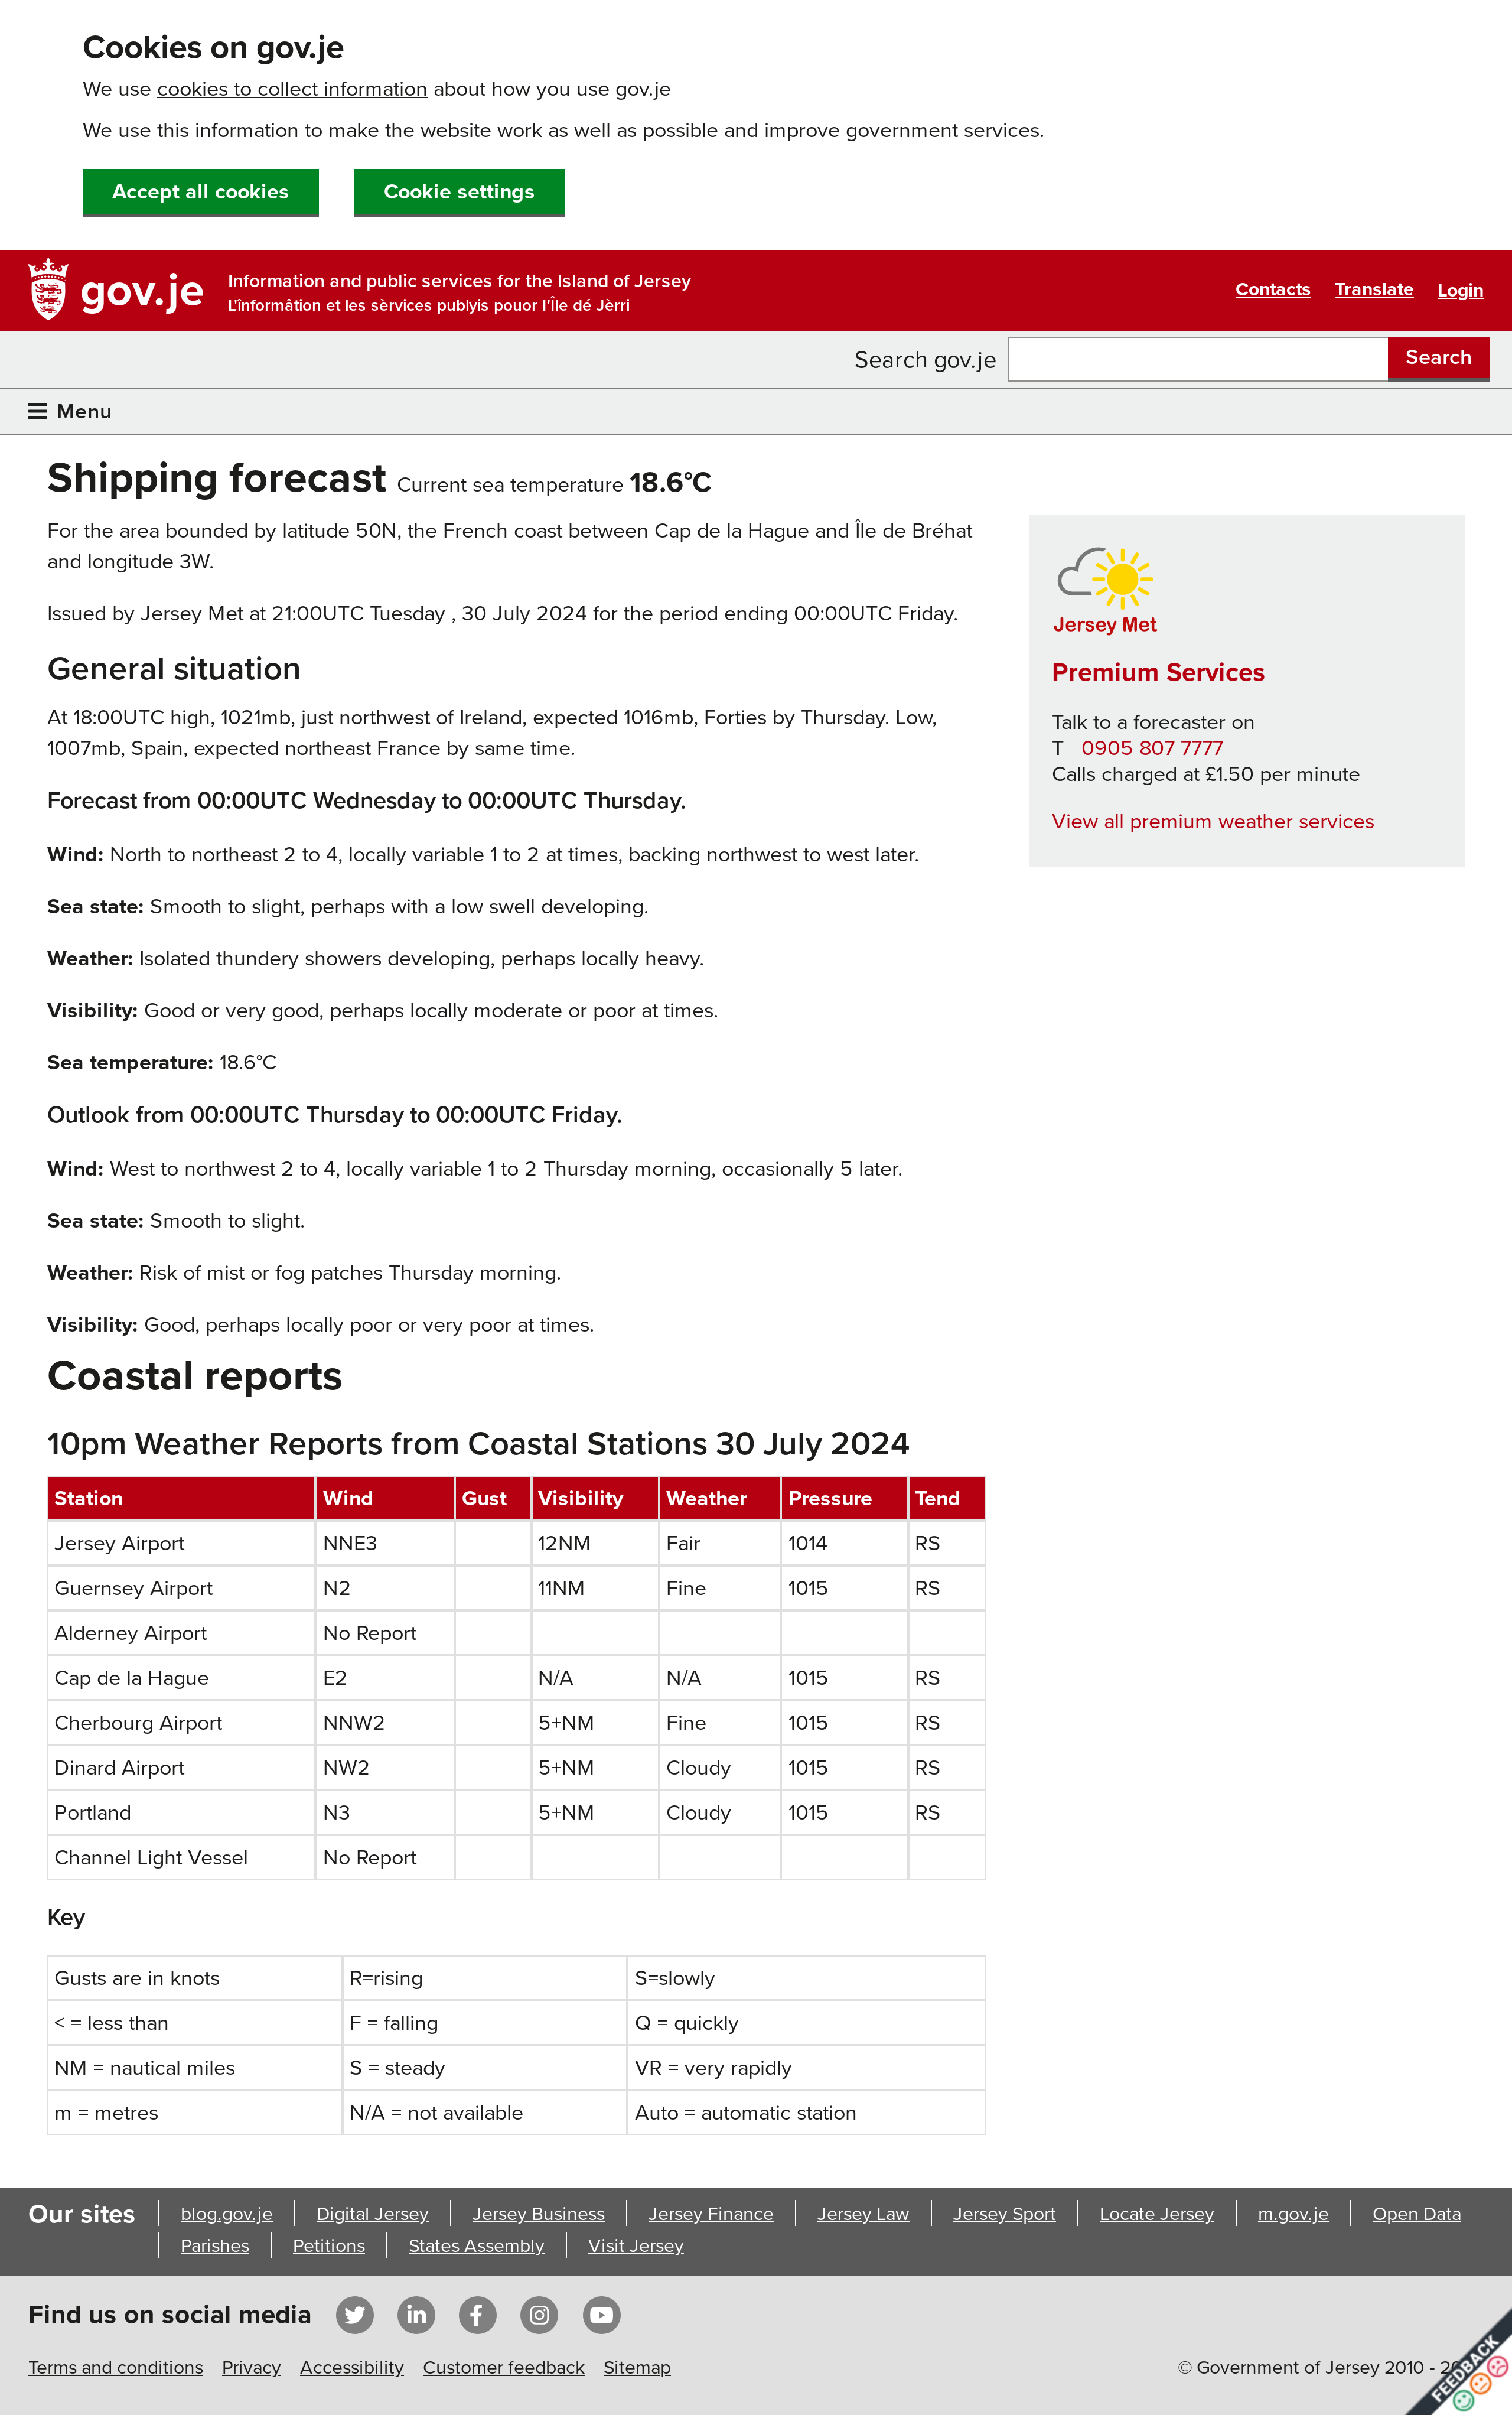 Cookies on gov.je
We use cookies to collect information about how you use gov.je
We use this information to make the website work as well as possible and improve government services.
Accept all cookies Cookie settings
gov.je
Information and public services for the Island of Jersey
L'înformâtion et les sèrvices publyis pouor I'Île dé Jèrri
Contacts Translate Login
Search gov.je Search
Menu
Shipping forecast Current sea temperature 18.6°C
For the area bounded by latitude 50N, the French coast between Cap de la Hague and Île de Bréhat
and longitude 3W.
Issued by Jersey Met at 21:00UTC Tuesday , 30 July 2024 for the period ending 00:00UTC Friday.
General situation
At 18:00UTC high, 1021mb, just northwest of Ireland, expected 1016mb, Forties by Thursday. Low,
1007mb, Spain, expected northeast France by same time.
Forecast from 00:00UTC Wednesday to 00:00UTC Thursday.
Wind: North to northeast 2 to 4, locally variable 1 to 2 at times, backing northwest to west later.
Sea state: Smooth to slight, perhaps with a low swell developing.
Weather: Isolated thundery showers developing, perhaps locally heavy.
Visibility: Good or very good, perhaps locally moderate or poor at times.
Sea temperature: 18.6°C
Outlook from 00:00UTC Thursday to 00:00UTC Friday.
Wind: West to northwest 2 to 4, locally variable 1 to 2 Thursday morning, occasionally 5 later.
Sea state: Smooth to slight.
Weather: Risk of mist or fog patches Thursday morning.
Visibility: Good, perhaps locally poor or very poor at times.
Jersey Met
Premium Services
Talk to a forecaster on
T 0905 807 7777
Calls charged at £1.50 per minute
View all premium weather services
Coastal reports
10pm Weather Reports from Coastal Stations 30 July 2024
Station Wind Gust Visibility Weather Pressure Tend
Jersey Airport NNE3 12NM Fair 1014 RS
Guernsey Airport N2 11NM Fine 1015 RS
Alderney Airport No Report
Cap de la Hague E2 N/A N/A 1015 RS
Cherbourg Airport NNW2 5+NM Fine 1015 RS
Dinard Airport NW2 5+NM Cloudy 1015 RS
Portland N3 5+NM Cloudy 1015 RS
Channel Light Vessel No Report
Key
Gusts are in knots R=rising S=slowly
< = less than F = falling Q = quickly
NM = nautical miles S = steady VR = very rapidly
m = metres N/A = not available Auto = automatic station
Our sites blog.gov.je Digital Jersey Jersey Business Jersey Finance Jersey Law Jersey Sport Locate Jersey m.gov.je Open Data
Parishes Petitions States Assembly Visit Jersey
Find us on social media
Terms and conditions Privacy Accessibility Customer feedback Sitemap
© Government of Jersey 2010 -
FEEDBACK